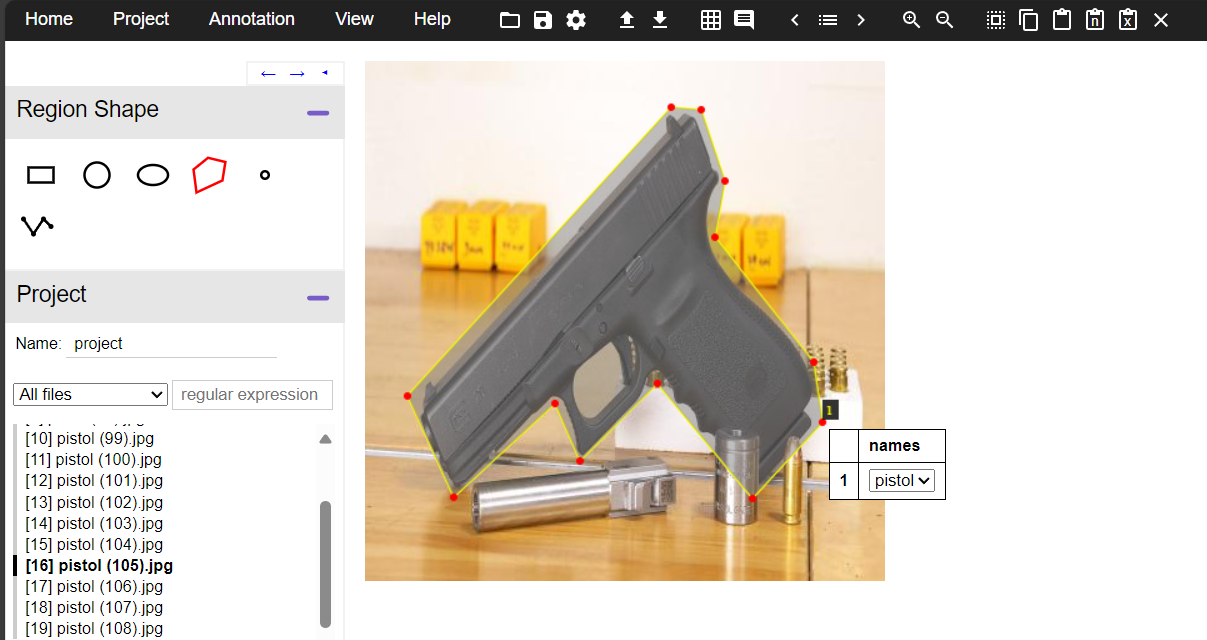 Home Project Annotation View Help
Region Shape
Project
Name: project
All files regular expression
[10] pistol (99).jpg
[11] pistol (100).jpg
[12] pistol (101).jpg
[13] pistol (102).jpg
[14] pistol (103).jpg
[15] pistol (104).jpg
[16] pistol (105).jpg
[17] pistol (106).jpg
[18] pistol (107).jpg
[19] pistol (108).jpg
1
names
1 pistol